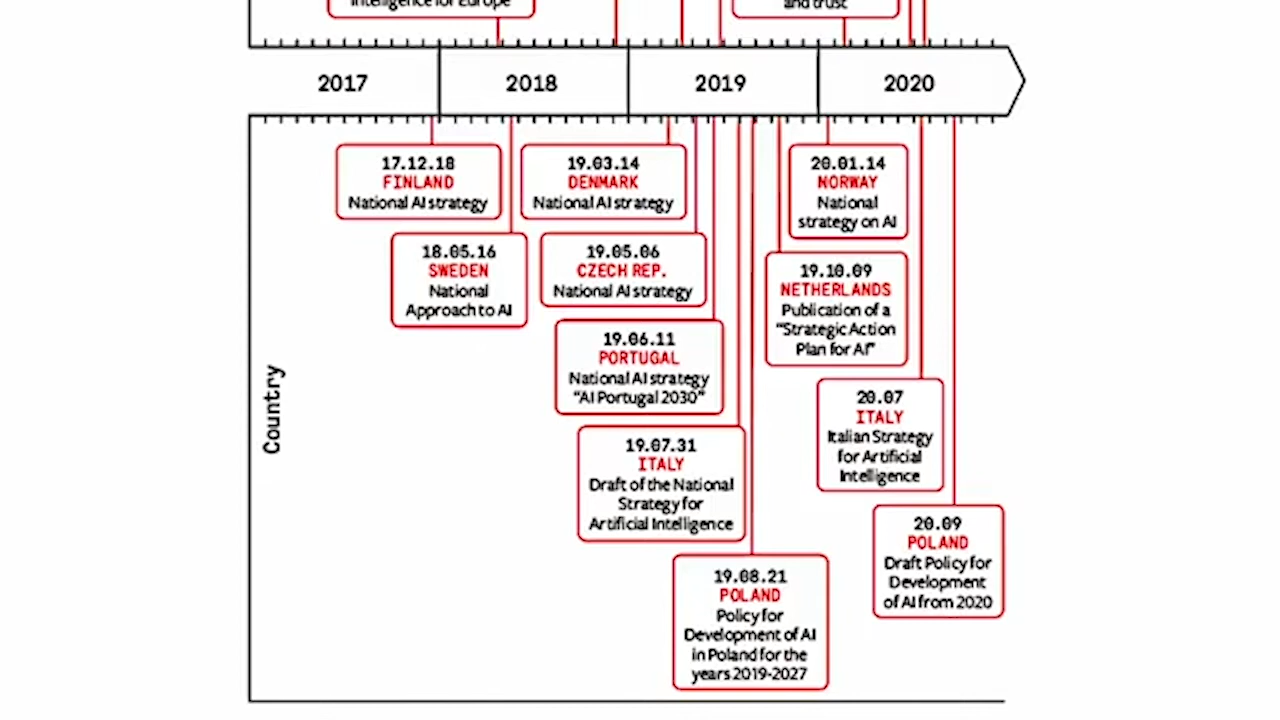 Intelligence for Europe
and trust
2017
2018
2019
2020
17.12.18
FINLAND
National AI strategy
19.03.14
DENMARK
National AI strategy
20.01.14
NORWAY
National
strategy on AI
18.05.16
SWEDEN
National
Approach to AI
19.05.06
CZECH REP.
National AI strategy
19.10.09
NETHERLANDS
Publication of a
"Strategic Action
Plan for AI"
19.06.11
PORTUGAL
National AI strategy
"AI Portugal 2030"
Country
20.07
ITALY
Italian Strategy
for Artificial
Intelligence
19.07.31
ITALY
Draft of the National
Strategy for
Artificial Intelligence
20.09
POLAND
Draft Policy for
Development
of AI from 2020
19.08.21
POLAND
Policy for
Development of AI
in Poland for the
years 2019-2027